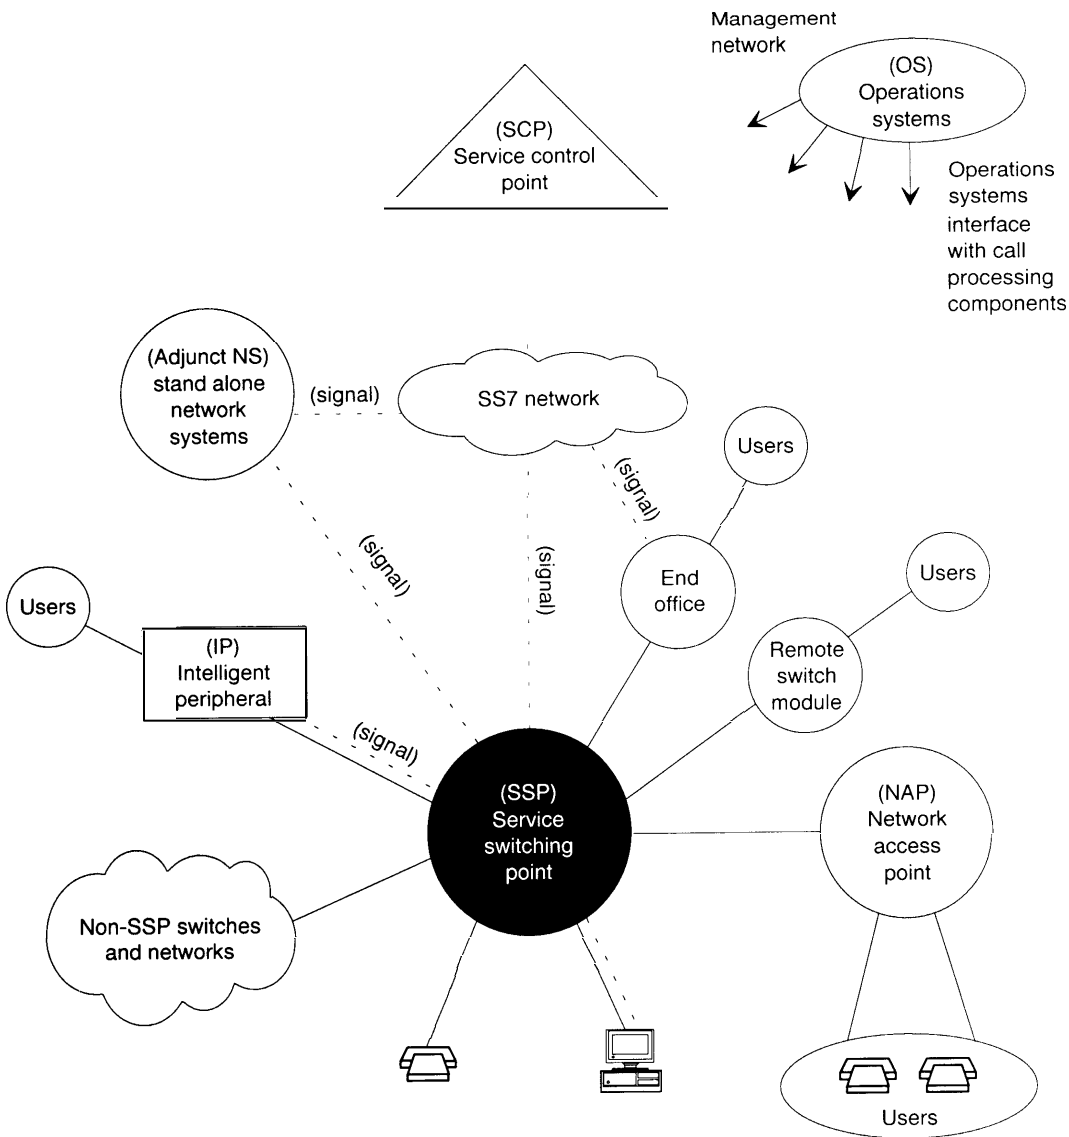 Management
network
(OS)
Operations
systems
(SCP)
Service control
point
Operations
systems
interface
with call
processing
components
(Adjunct NS)
stand alone
network
systems
(signal)
SS7 network
Users
(signal)
(signal)
(signal)
End
office
Users
Users
(IP)
Intelligent
peripheral
Remote
switch
module
(signal)
(SSP)
Service
switching
point
(NAP)
Network
access
point
Non-SSP switches
and networks
Users